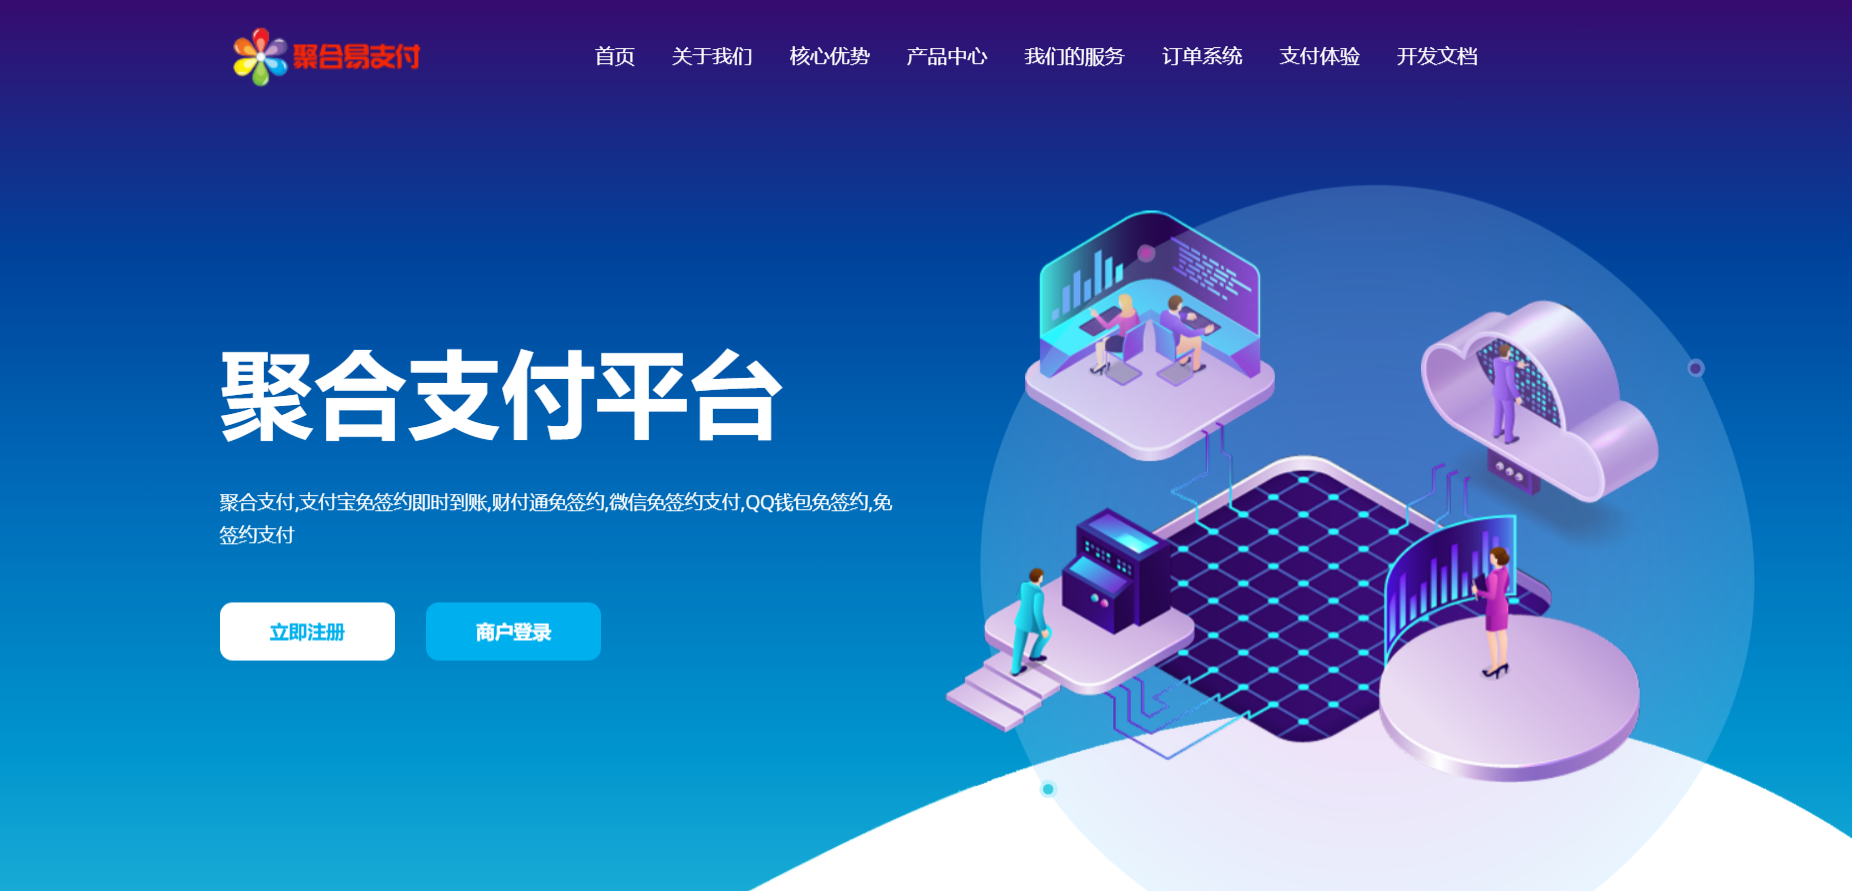 聚合易支付
首页 关于我们 核心优势 产品中心 我们的服务 订单系统 支付体验 开发文档
聚合支付平台
聚合支付,支付宝免签约即时到账,财付通免签约,微信免签约支付,QQ钱包免签约,免
签约支付
立即注册 商户登录